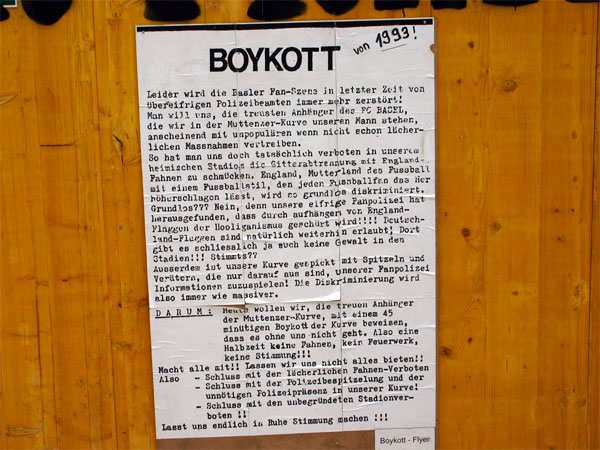 BOYKOTT von 1993!
Leider wird die Basler Fan-Szene in letzter Zeit von
übereifrigen Polizeibeamten immer mehr zerstört!
Man will uns, die treusten Anhänger des FC BASEL,
die wir in der Muttenzer-Kurve unseren Mann stehen,
anscheinend mit unpopulären wenn nicht schon lächer-
lichen Massnahmen vertreiben.
So hat man uns doch tatsächlich verboten in unserem
heimischen Stadion die Gitterabtrennung mit England-
Fahnen zu schmücken. England, Mutterland des Fussball
mit einem Fussballstil, den jeden Fussballfan das Her
höherschlagen lässt, wird so grundlos diskriminiert.
Grundlos??? Nein, denn unsere eifrige Fanpolizei hat
herausgefunden, dass durch aufhängen von England-
Flaggen der Hooliganismus geschürt wird!!!! Deutsch-
land-Flaggen sind natürlich weiterhin erlaubt! Dort
gibt es schliesslich ja auch keine Gewalt in den
Stadien!!! Stimmts??
Ausserdem ist unsere Kurve gespickt mit Spitzeln und
Verätern, die nur darauf aus sind, unserer Fanpolizei
Informationen zuzuspielen! Die Diskriminierung wird
also immer wie massiver.
DARUM: Heute wollen wir, die treuen Anhänger
der Muttenzer-Kurve, mit einem 45
minütigen Boykott der Kurve beweisen,
dass es ohne uns nicht geht. Also eine
Halbzeit keine Fahnen, kein Feuerwerk,
keine Stimmung!!!
Macht alle mit!! Lassen wir uns nicht alles bieten!!
Also - Schluss mit den lächerlichen Fahnen-Verboten
- Schluss mit der Polizeibespitzelung und der
unnötigen Polizeipräsenz in unserer Kurve!
- Schluss mit den unbegründeten Stadionver-
boten !!
Lasst uns endlich in Ruhe Stimmung machen !!!
Boykott - Flyer